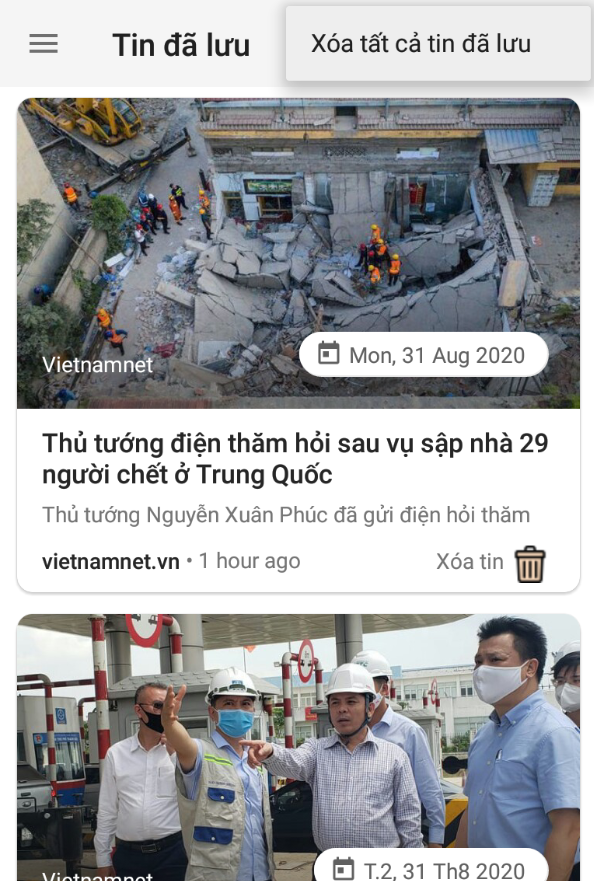 Tin đã lưu
Xóa tất cả tin đã lưu
Vietnamnet
Mon, 31 Aug 2020
Thủ tướng điện thăm hỏi sau vụ sập nhà 29
người chết ở Trung Quốc
Thủ tướng Nguyễn Xuân Phúc đã gửi điện hỏi thăm
vietnamnet.vn • 1 hour ago
Xóa tin
Vietnamnet
T.2, 31 Th8 2020